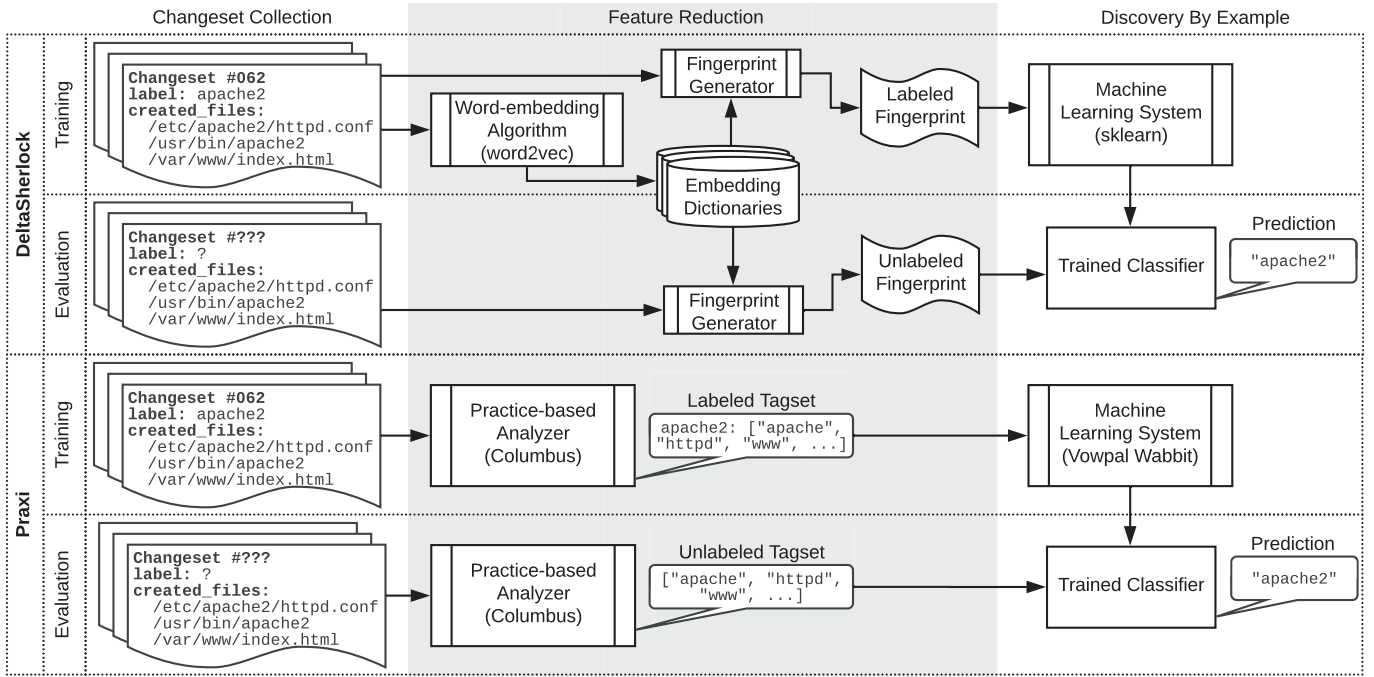 Changeset Collection
Feature Reduction
Discovery By Example
DeltaSherlock
Training
Changeset #062
label: apache2
created_files:
/etc/apache2/httpd.conf
/usr/bin/apache2
/var/www/index.html
Word-embedding
Algorithm
(word2vec)
Fingerprint
Generator
Embedding
Dictionaries
Labeled
Fingerprint
Machine
Learning System
(sklearn)
Evaluation
Changeset #???
label: ?
created_files:
/etc/apache2/httpd.conf
/usr/bin/apache2
/var/www/index.html
Fingerprint
Generator
Unlabeled
Fingerprint
Trained Classifier
Prediction
"apache2"
Praxi
Training
Changeset #062
label: apache2
created_files:
/etc/apache2/httpd.conf
/usr/bin/apache2
/var/www/index.html
Practice-based
Analyzer
(Columbus)
Labeled Tagset
apache2: ["apache",
"httpd", "www", ...]
Machine
Learning System
(Vowpal Wabbit)
Evaluation
Changeset #???
label: ?
created_files:
/etc/apache2/httpd.conf
/usr/bin/apache2
/var/www/index.html
Practice-based
Analyzer
(Columbus)
Unlabeled Tagset
["apache", "httpd",
"www", ...]
Trained Classifier
Prediction
"apache2"